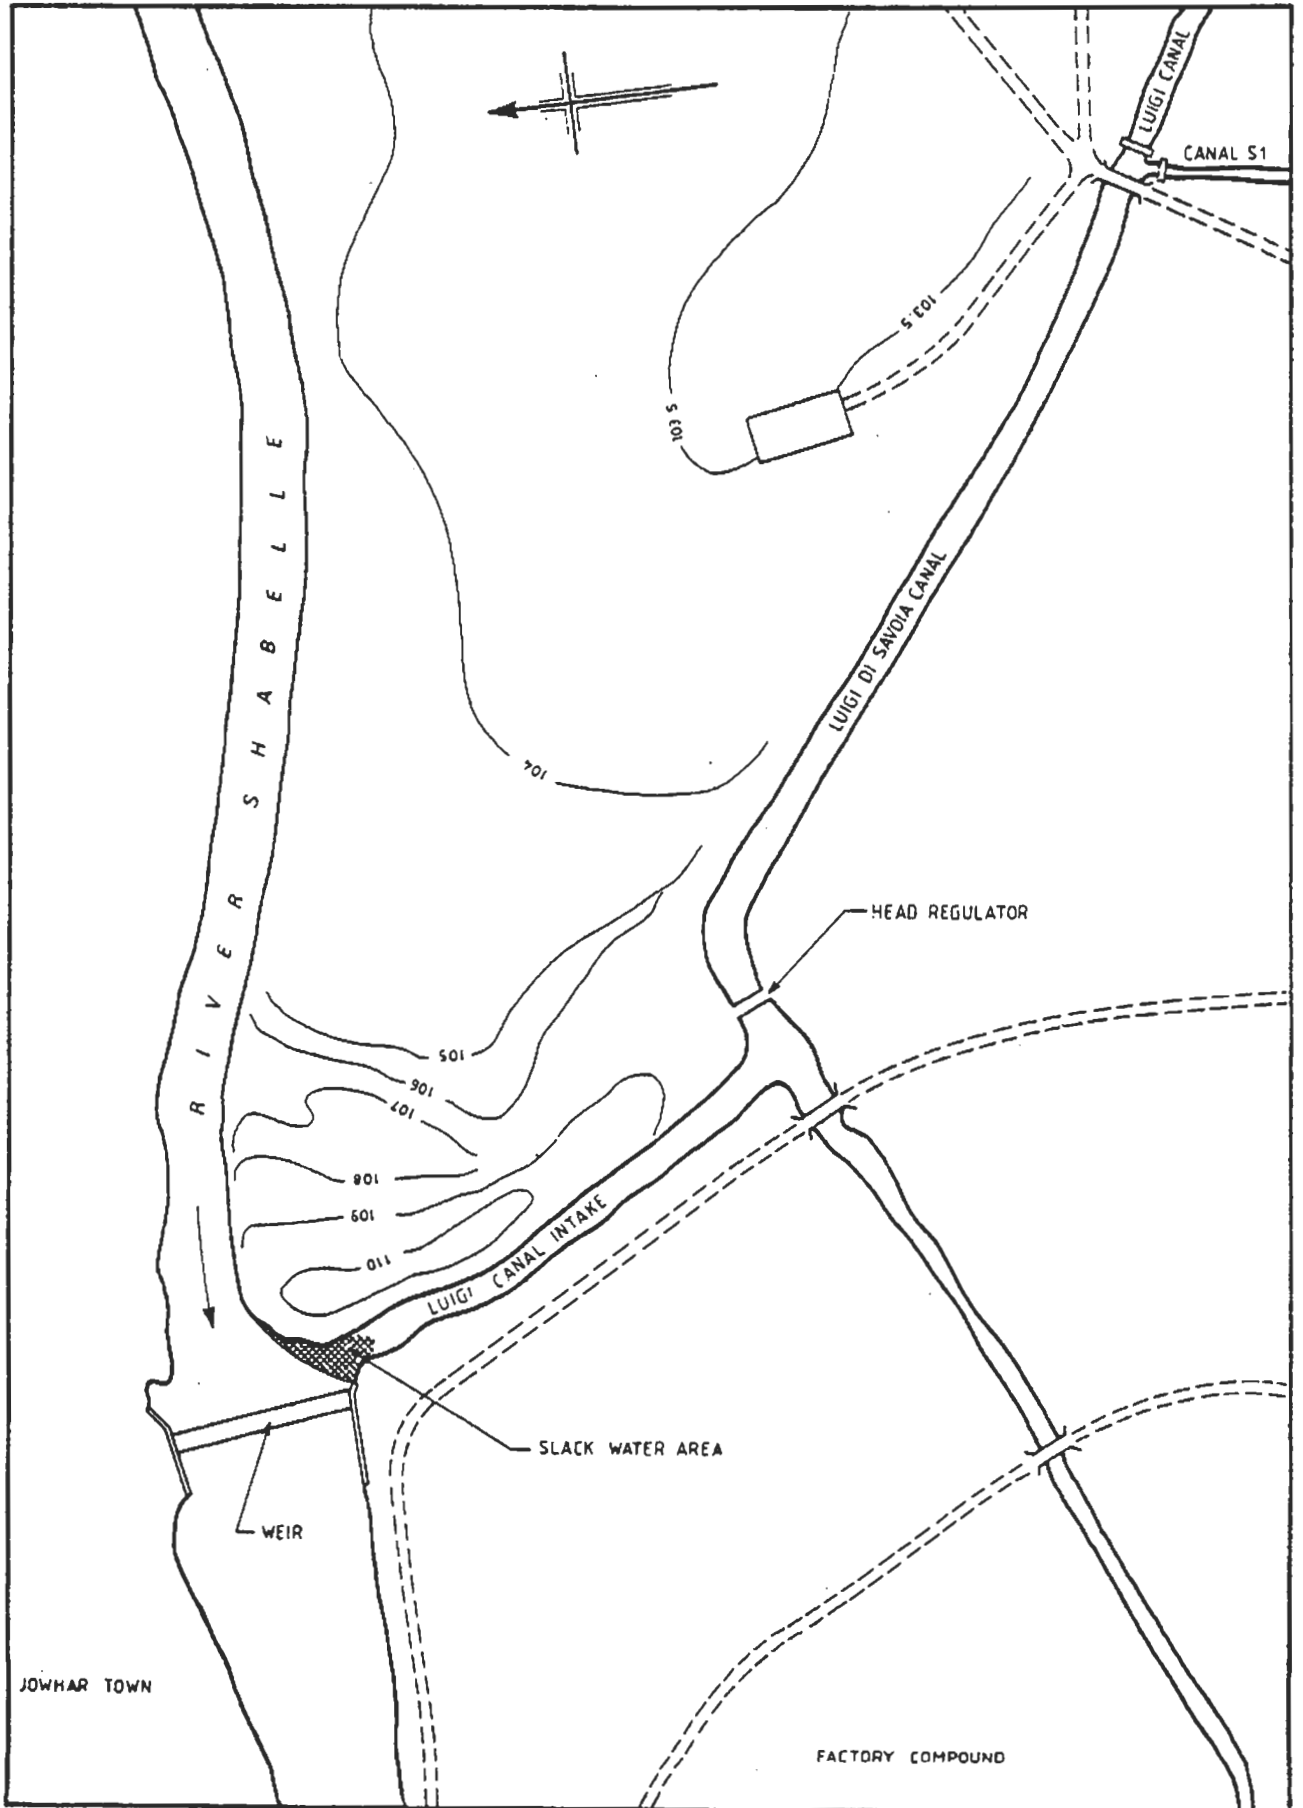 LUIGI CANAL
CANAL S1
103.5
103.5
RIVER SHABELLE
LUIGI DI SAVOIA CANAL
104
HEAD REGULATOR
105
106
107
108
109
110
LUIGI CANAL INTAKE
SLACK WATER AREA
WEIR
JOWHAR TOWN
FACTORY COMPOUND